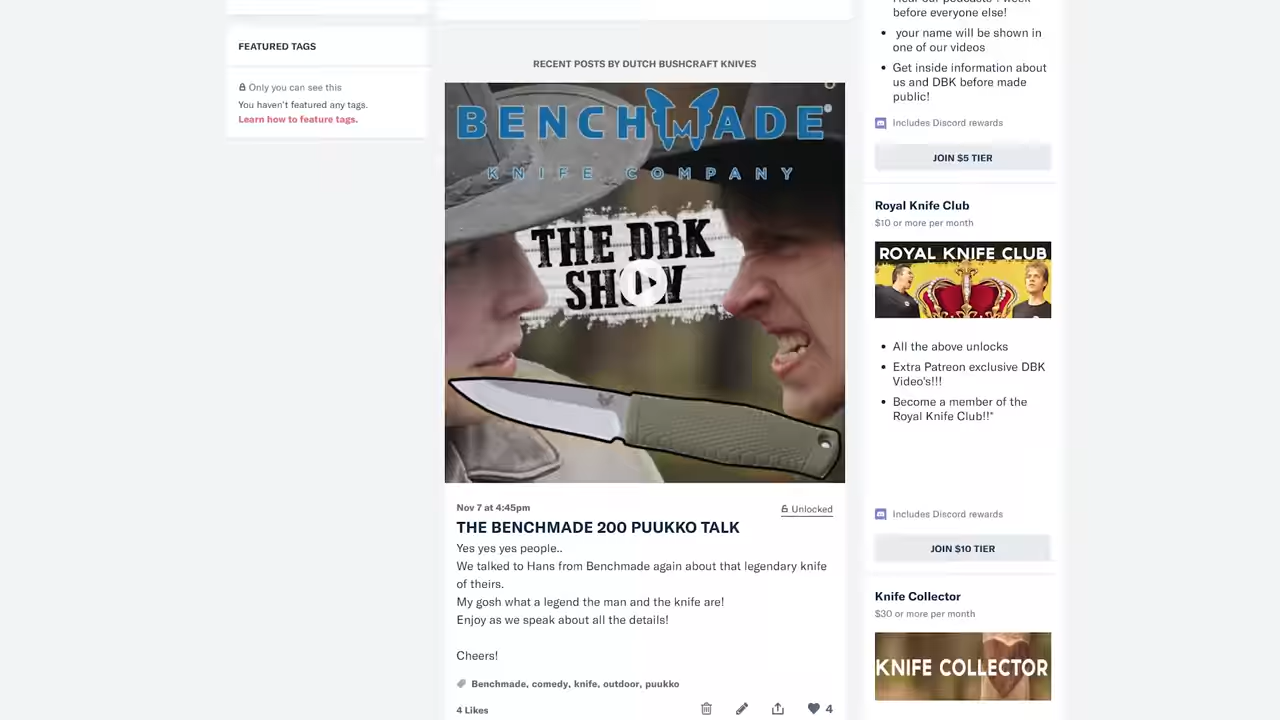 FEATURED TAGS
Only you can see this
You haven't featured any tags.
Learn how to feature tags.
RECENT POSTS BY DUTCH BUSHCRAFT KNIVES
BENCHMADE
KNIFE COMPANY
THE DBK
SHOW
Nov 7 at 4:45pm
Unlocked
THE BENCHMADE 200 PUUKKO TALK
Yes yes yes people..
We talked to Hans from Benchmade again about that legendary knife
of theirs.
My gosh what a legend the man and the knife are!
Enjoy as we speak about all the details!
Cheers!
Benchmade, comedy, knife, outdoor, puukko
4 Likes
4
before everyone else!
your name will be shown in
one of our videos
Get inside information about
us and DBK before made
public!
Includes Discord rewards
JOIN $5 TIER
Royal Knife Club
$10 or more per month
ROYAL KNIFE CLUB
All the above unlocks
Extra Patreon exclusive DBK
Video's!!!
Become a member of the
Royal Knife Club!!*
Includes Discord rewards
JOIN $10 TIER
Knife Collector
$30 or more per month
KNIFE COLLECTOR